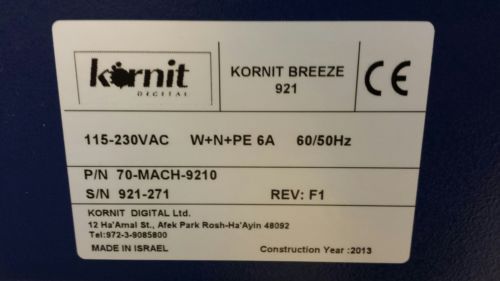 kornit
DIGITAL
KORNIT BREEZE
921
CE
115-230VAC W+N+PE 6A 60/50Hz
P/N 70-MACH-9210
S/N 921-271 REV: F1
KORNIT DIGITAL Ltd.
12 Ha'Amal St., Afek Park Rosh-Ha'Ayin 48092
Tel:972-3-9085800
MADE IN ISRAEL Construction Year :2013